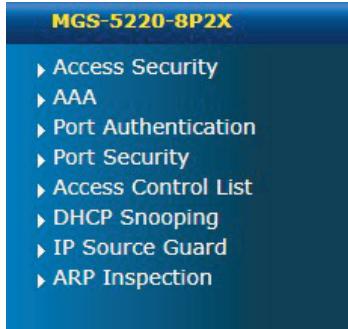 MGS-5220-8P2X
Access Security
AAA
Port Authentication
Port Security
Access Control List
DHCP Snooping
IP Source Guard
ARP Inspection